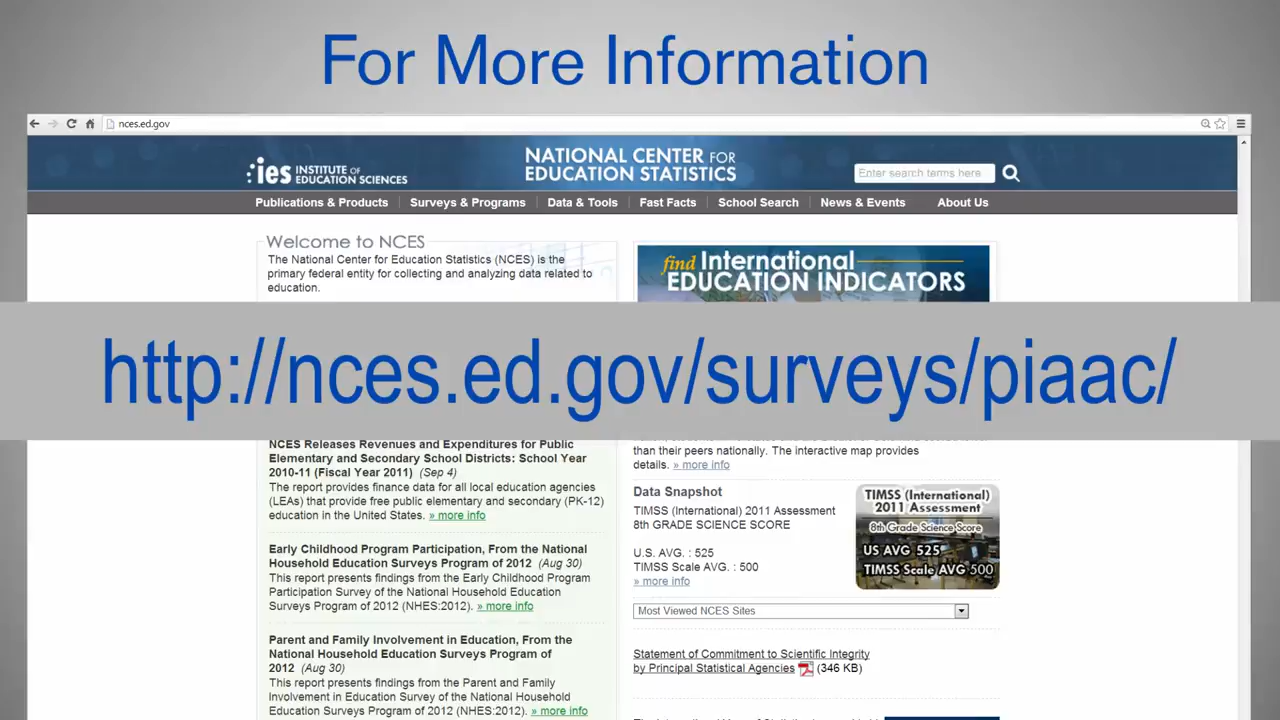 For More Information
nces.ed.gov
ies INSTITUTE OF
EDUCATION SCIENCES
NATIONAL CENTER FOR
EDUCATION STATISTICS
Enter search terms here
Publications & Products
Surveys & Programs
Data & Tools
Fast Facts
School Search
News & Events
About Us
Welcome to NCES
The National Center for Education Statistics (NCES) is the
primary federal entity for collecting and analyzing data related to
education.
find International
EDUCATION INDICATORS
http://nces.ed.gov/surveys/piaac/
NCES Releases Revenues and Expenditures for Public
Elementary and Secondary School Districts: School Year
2010-11 (Fiscal Year 2011) (Sep 4)
The report provides finance data for all local education agencies
(LEAs) that provide free public elementary and secondary (PK-12)
education in the United States. » more info
Early Childhood Program Participation, From the National
Household Education Surveys Program of 2012 (Aug 30)
This report presents findings from the Early Childhood Program
Participation Survey of the National Household Education
Surveys Program of 2012 (NHES:2012). » more info
Parent and Family Involvement in Education, From the
National Household Education Surveys Program of
2012 (Aug 30)
This report presents findings from the Parent and Family
Involvement in Education Survey of the National Household
Education Surveys Program of 2012 (NHES:2012). » more info
than their peers nationally. The interactive map provides
details. » more info
Data Snapshot
TIMSS (International) 2011 Assessment
8th GRADE SCIENCE SCORE
U.S. AVG. : 525
TIMSS Scale AVG. : 500
» more info
TIMSS (International)
2011 Assessment
8th Grade Science Score
US AVG 525
TIMSS Scale AVG 500
Most Viewed NCES Sites
Statement of Commitment to Scientific Integrity
by Principal Statistical Agencies (346 KB)